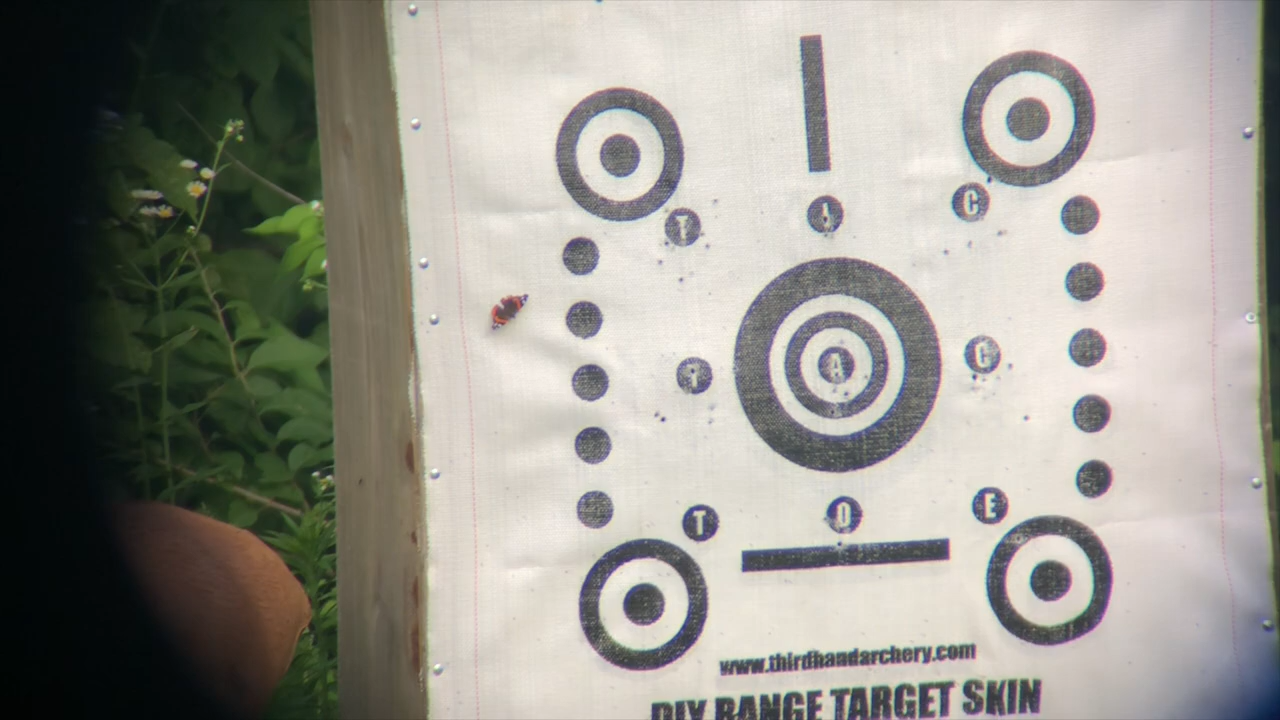 T I C
T A C
T O E
www.thirdhandarchery.com
DIY RANGE TARGET SKIN